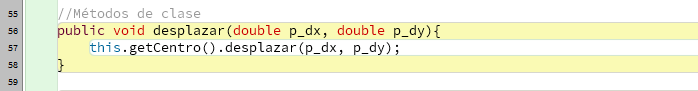 55 //Métodos de clase
56 public void desplazar(double p_dx, double p_dy){
57 this.getCentro().desplazar(p_dx, p_dy);
58 }
59